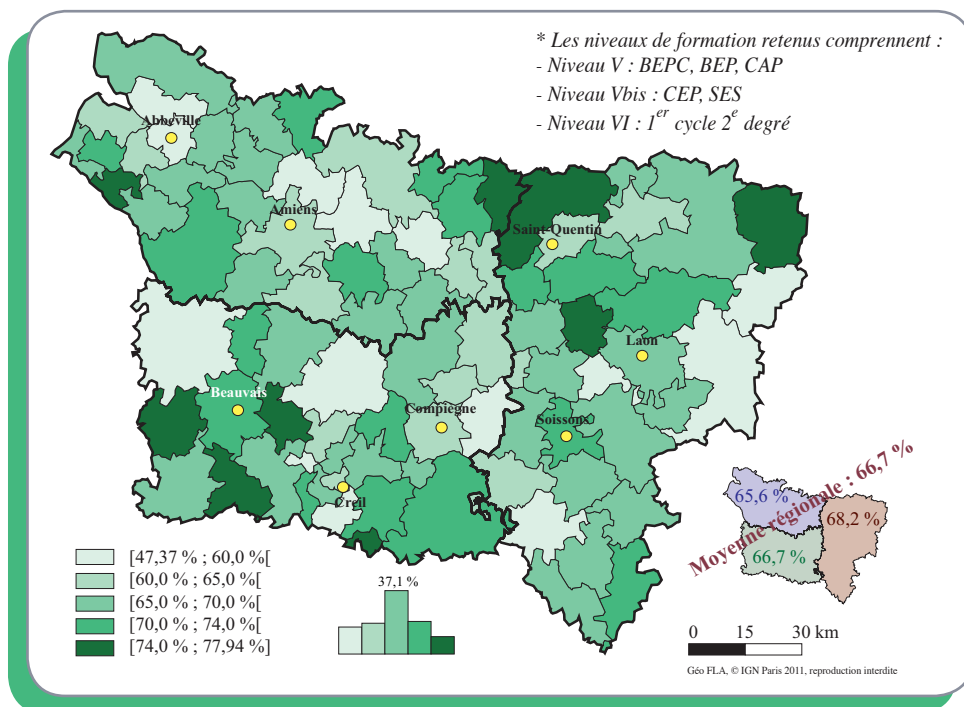 * Les niveaux de formation retenus comprennent :
- Niveau V : BEPC, BEP, CAP
- Niveau Vbis : CEP, SES
- Niveau VI : 1er cycle 2e degré
Abbeville
Amiens
Saint-Quentin
Laon
Beauvais
Compiègne
Soissons
Creil
[47,37 % ; 60,0 %[
[60,0 % ; 65,0 %[
[65,0 % ; 70,0 %[
[70,0 % ; 74,0 %[
[74,0 % ; 77,94 %]
37,1 %
65,6 %
68,2 %
66,7 %
Moyenne régionale : 66,7 %
0 15 30 km
Géo FLA, © IGN Paris 2011, reproduction interdite